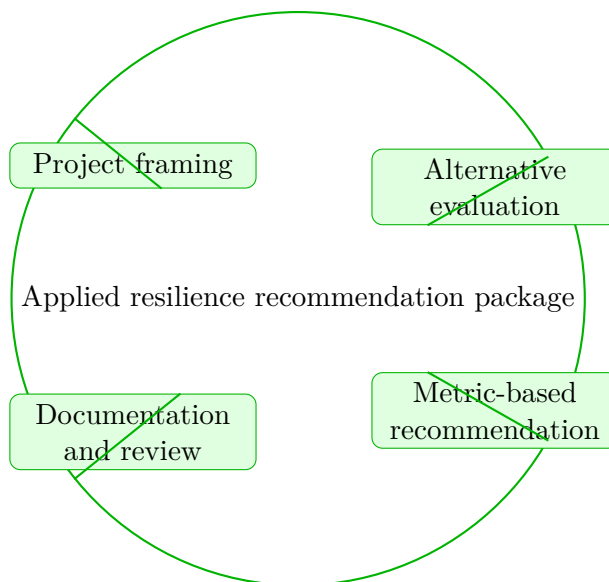 Project framing
Alternative
evaluation
Applied resilience recommendation package
Documentation
and review
Metric-based
recommendation